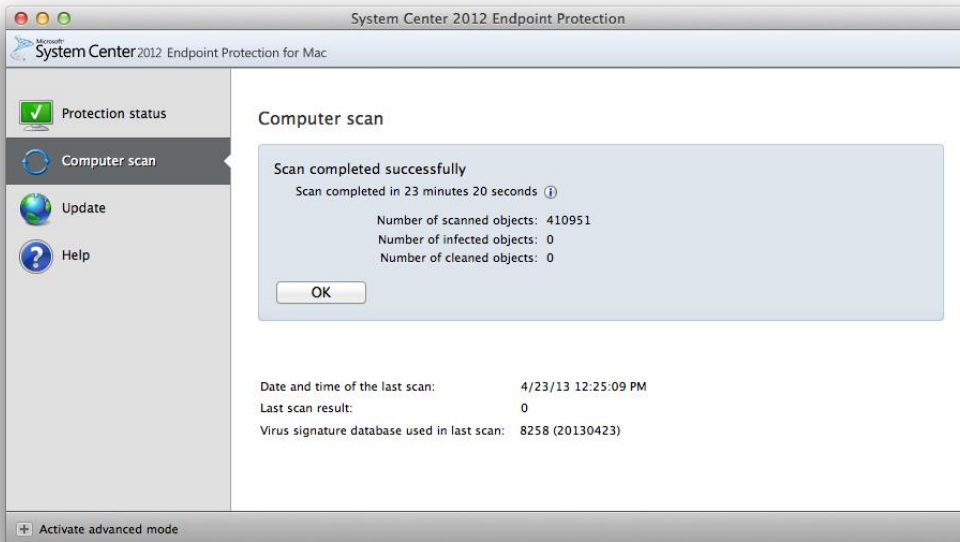 System Center 2012 Endpoint Protection
Microsoft
System Center 2012 Endpoint Protection for Mac
Protection status
Computer scan
Update
Help
Computer scan
Scan completed successfully
Scan completed in 23 minutes 20 seconds
Number of scanned objects: 410951
Number of infected objects: 0
Number of cleaned objects: 0
OK
Date and time of the last scan: 4/23/13 12:25:09 PM
Last scan result: 0
Virus signature database used in last scan: 8258 (20130423)
Activate advanced mode